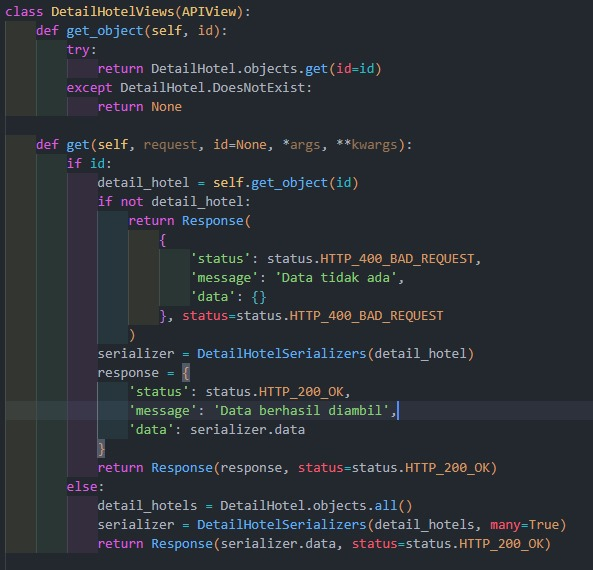 class DetailHotelViews(APIView):
    def get_object(self, id):
        try:
            return DetailHotel.objects.get(id=id)
        except DetailHotel.DoesNotExist:
            return None

    def get(self, request, id=None, *args, **kwargs):
        if id:
            detail_hotel = self.get_object(id)
            if not detail_hotel:
                return Response(
                    {
                        'status': status.HTTP_400_BAD_REQUEST,
                        'message': 'Data tidak ada',
                        'data': {}
                    }, status=status.HTTP_400_BAD_REQUEST
                )
            serializer = DetailHotelSerializers(detail_hotel)
            response = {
                'status': status.HTTP_200_OK,
                'message': 'Data berhasil diambil',
                'data': serializer.data
            }
            return Response(response, status=status.HTTP_200_OK)
        else:
            detail_hotels = DetailHotel.objects.all()
            serializer = DetailHotelSerializers(detail_hotels, many=True)
            return Response(serializer.data, status=status.HTTP_200_OK)